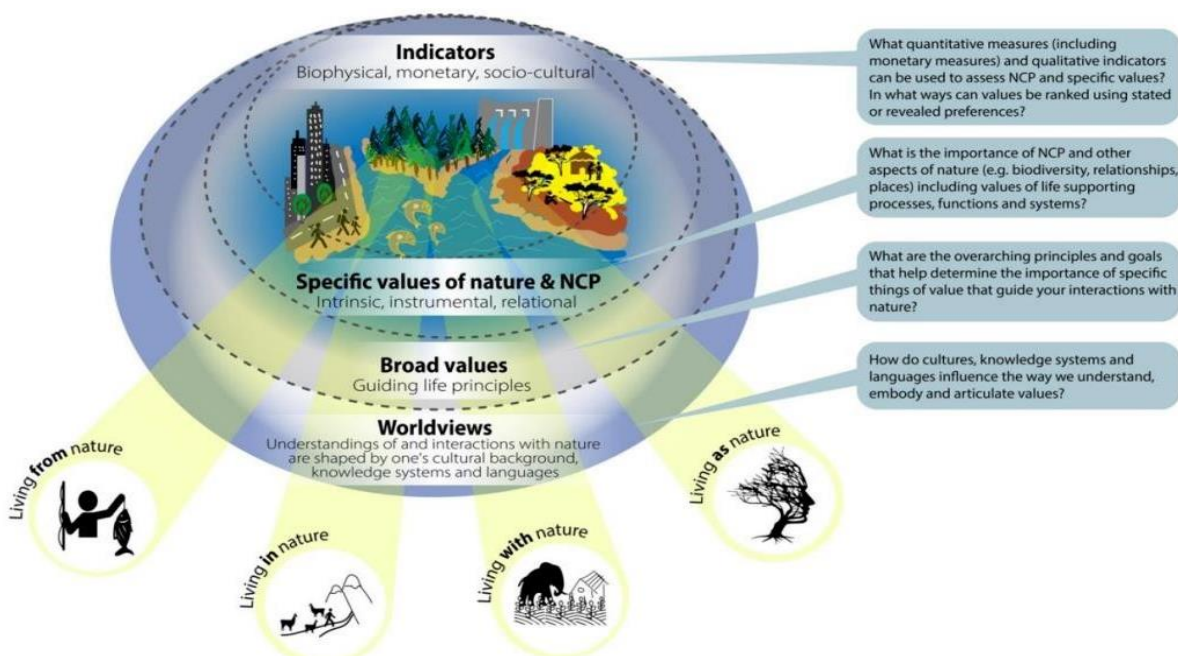 Indicators
Biophysical, monetary, socio-cultural
Specific values of nature & NCP
Intrinsic, instrumental, relational
Broad values
Guiding life principles
Worldviews
Understandings of and interactions with nature
are shaped by one's cultural background,
knowledge systems and languages
What quantitative measures (including
monetary measures) and qualitative indicators
can be used to assess NCP and specific values?
In what ways can values be ranked using stated
or revealed preferences?
What is the importance of NCP and other
aspects of nature (e.g. biodiversity, relationships,
places) including values of life supporting
processes, functions and systems?
What are the overarching principles and goals
that help determine the importance of specific
things of value that guide your interactions with
nature?
How do cultures, knowledge systems and
languages influence the way we understand,
embody and articulate values?
Living from nature
Living in nature
Living with nature
Living as nature